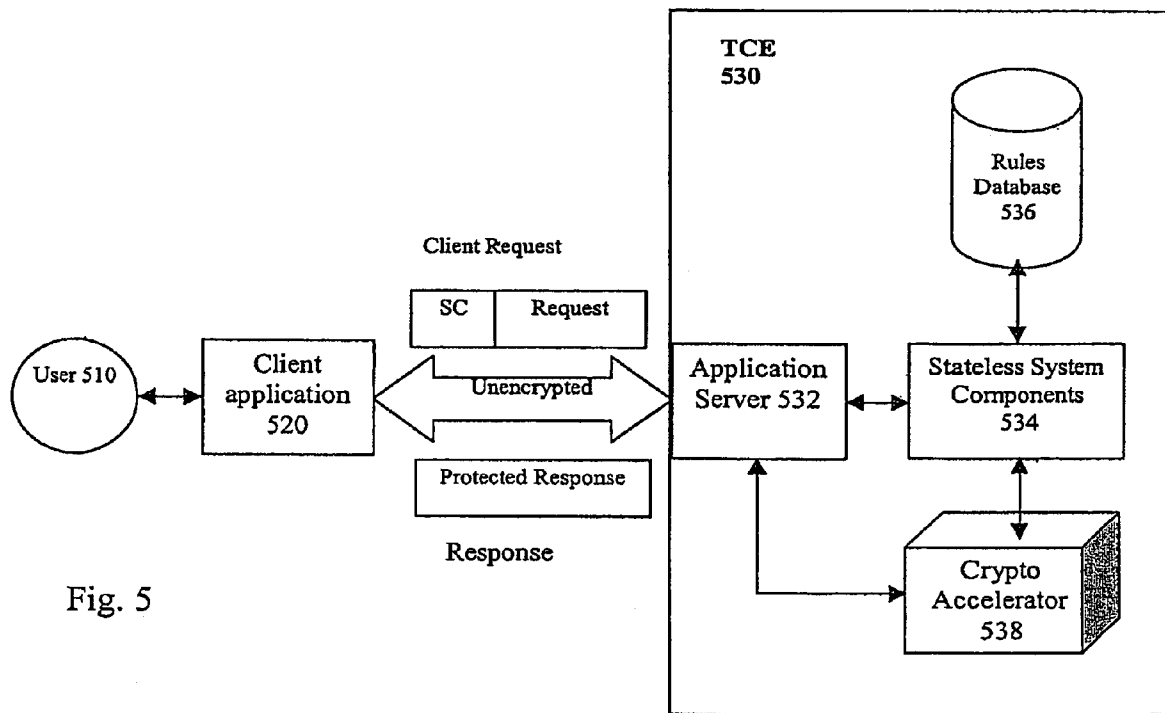 TCE
530
Rules
Database
536
Client Request
SC
Request
User 510
Client
application
520
Unencrypted
Application
Server 532
Stateless System
Components
534
Protected Response
Response
Crypto
Accelerator
538
Fig. 5